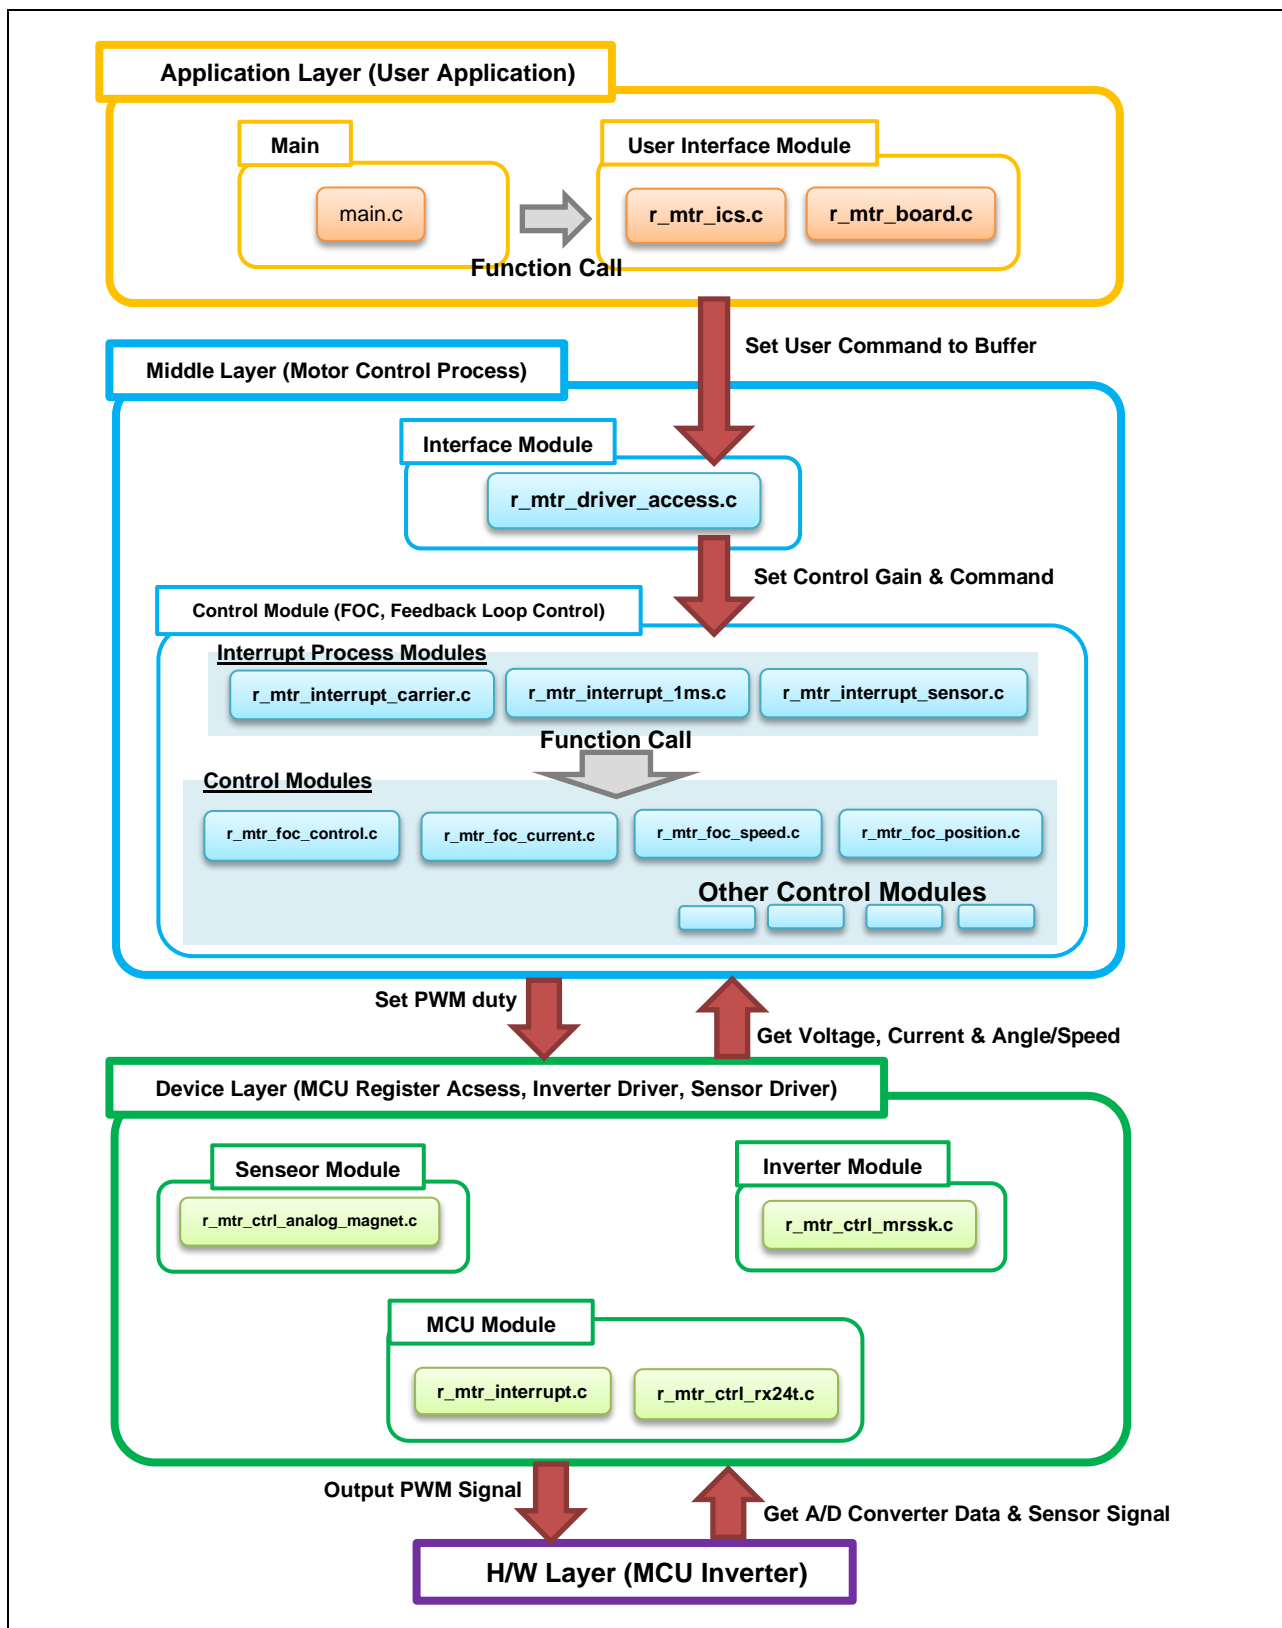 Application Layer (User Application)
Main
User Interface Module
main.c
r_mtr_ics.c
r_mtr_board.c
Function Call
Set User Command to Buffer
Middle Layer (Motor Control Process)
Interface Module
r_mtr_driver_access.c
Set Control Gain & Command
Control Module (FOC, Feedback Loop Control)
Interrupt Process Modules
r_mtr_interrupt_carrier.c
r_mtr_interrupt_1ms.c
r_mtr_interrupt_sensor.c
Function Call
Control Modules
r_mtr_foc_control.c
r_mtr_foc_current.c
r_mtr_foc_speed.c
r_mtr_foc_position.c
Other Control Modules
Set PWM duty
Get Voltage, Current & Angle/Speed
Device Layer (MCU Register Acsess, Inverter Driver, Sensor Driver)
Senseor Module
Inverter Module
r_mtr_ctrl_analog_magnet.c
r_mtr_ctrl_mrssk.c
MCU Module
r_mtr_interrupt.c
r_mtr_ctrl_rx24t.c
Output PWM Signal
Get A/D Converter Data & Sensor Signal
H/W Layer (MCU Inverter)